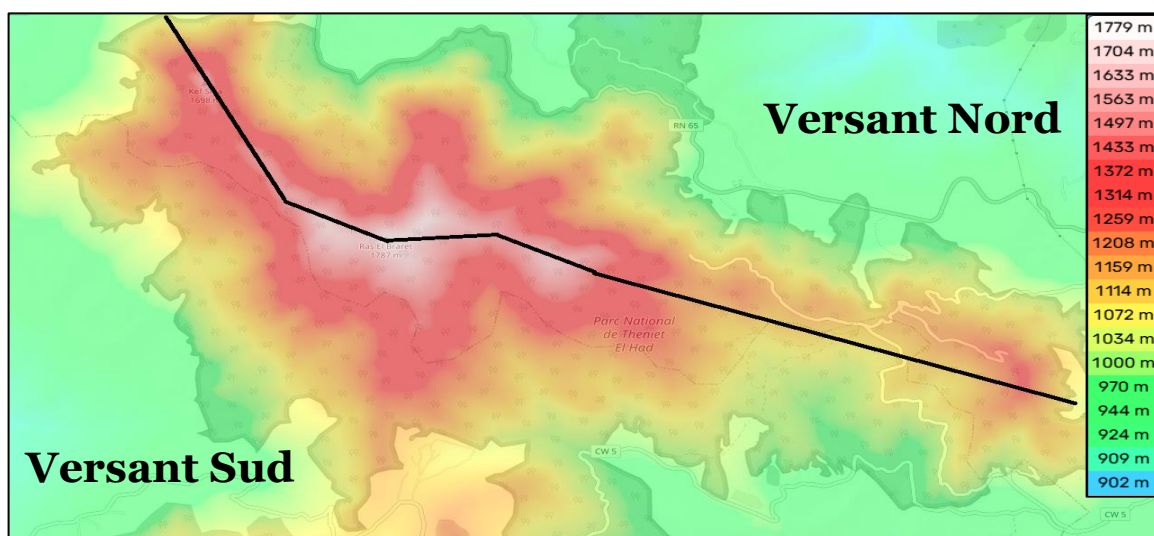 Kef Siga
1698 m
RN 65
Versant Nord
Ras El Braret
1787 m
Parc National
de Theniet
El Had
CW 5
Versant Sud
CW 5
1779 m
1704 m
1633 m
1563 m
1497 m
1433 m
1372 m
1314 m
1259 m
1208 m
1159 m
1114 m
1072 m
1034 m
1000 m
970 m
944 m
924 m
909 m
902 m